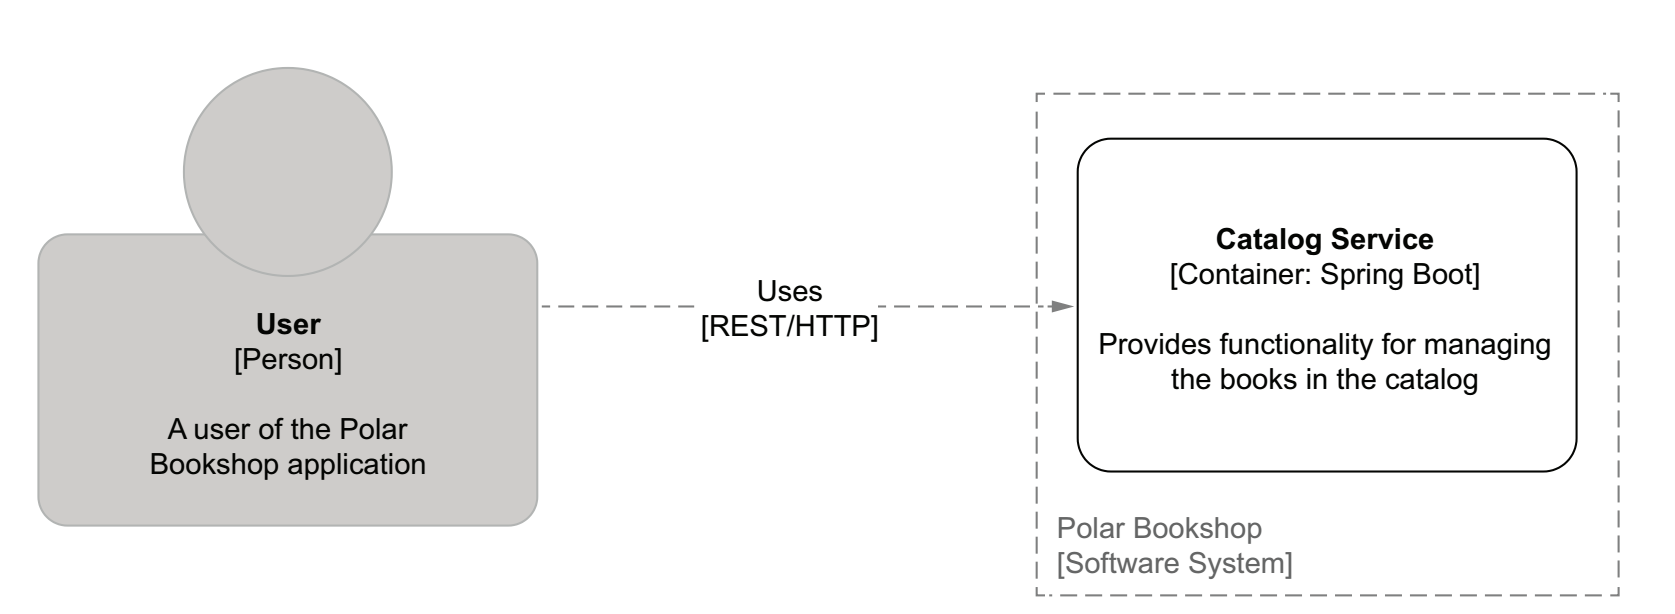 User
[Person]
A user of the Polar
Bookshop application
Uses
[REST/HTTP]
Catalog Service
[Container: Spring Boot]
Provides functionality for managing
the books in the catalog
Polar Bookshop
[Software System]